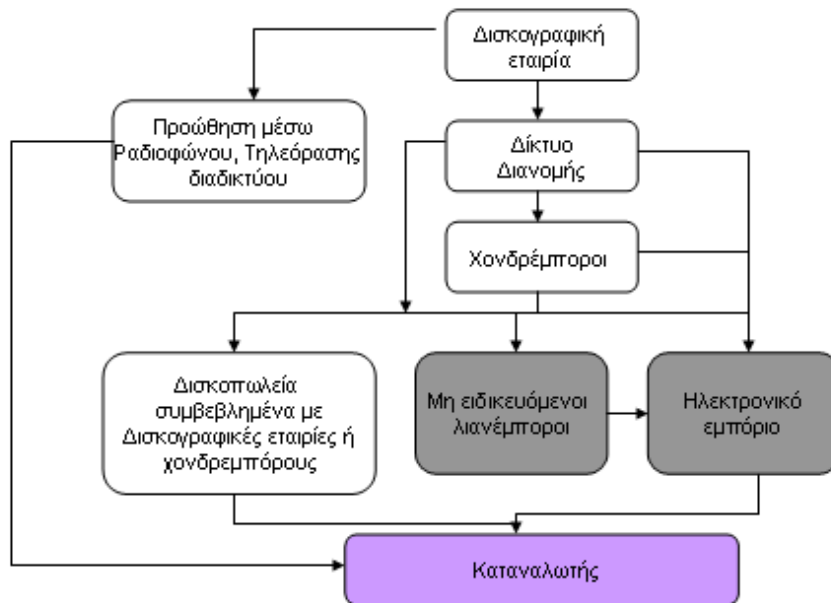 Δισκογραφική
εταιρία
Προώθηση μέσω
Ραδιοφώνου, Τηλεόρασης
διαδικτύου
Δίκτυο
Διανομής
Χονδρέμποροι
Δισκοπωλεία
συμβεβλημένα με
Δισκογραφικές εταιρίες ή
χονδρεμπόρους
Μη ειδικευόμενοι
λιανέμποροι
Ηλεκτρονικό
εμπόριο
Καταναλωτής